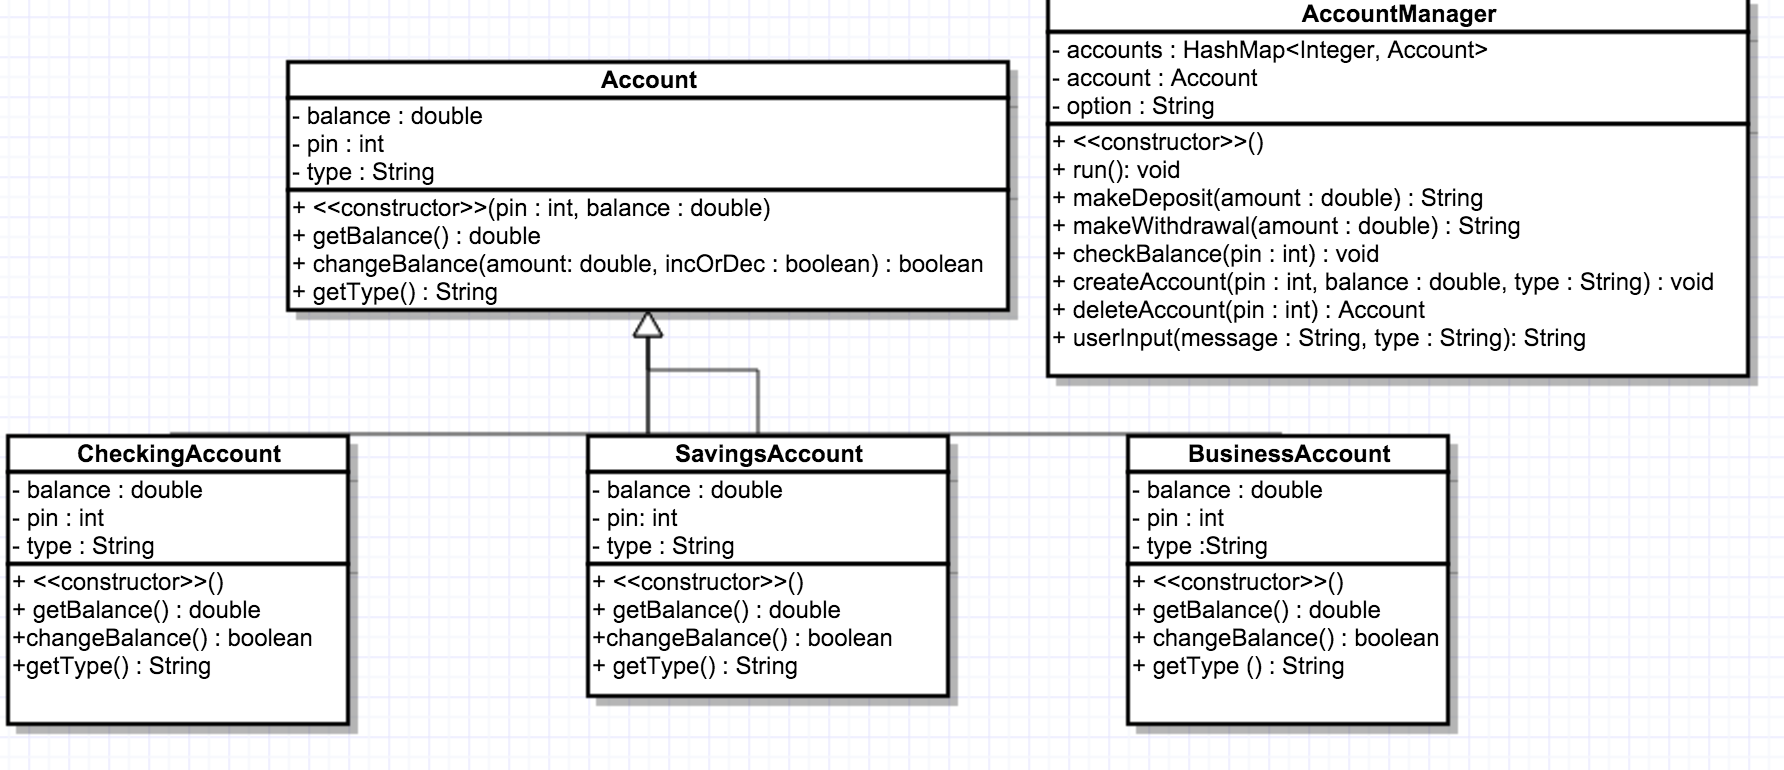 Account
- balance : double
- pin : int
- type : String
+ <<constructor>>(pin : int, balance : double)
+ getBalance() : double
+ changeBalance(amount: double, incOrDec : boolean) : boolean
+ getType() : String
AccountManager
- accounts : HashMap<Integer, Account>
- account : Account
- option : String
+ <<constructor>>()
+ run(): void
+ makeDeposit(amount : double) : String
+ makeWithdrawal(amount : double) : String
+ checkBalance(pin : int) : void
+ createAccount(pin : int, balance : double, type : String) : void
+ deleteAccount(pin : int) : Account
+ userInput(message : String, type : String): String
CheckingAccount
- balance : double
- pin : int
- type : String
+ <<constructor>>()
+ getBalance() : double
+changeBalance() : boolean
+getType() : String
SavingsAccount
- balance : double
- pin: int
- type : String
+ <<constructor>>()
+ getBalance() : double
+changeBalance() : boolean
+ getType() : String
BusinessAccount
- balance : double
- pin : int
- type :String
+ <<constructor>>()
+ getBalance() : double
+ changeBalance() : boolean
+ getType () : String